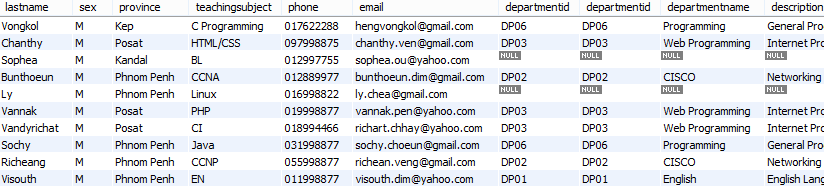 lastname sex province teachingsubject phone email departmentid departmentid departmentname description
Vongkol M Kep C Programming 017622288 hengvongkol@gmail.com DP06 DP06 Programming General Pro
Chanthy M Posat HTML/CSS 097998875 chanthy.ven@gmail.com DP03 DP03 Web Programming Internet Pro
Sophea M Kandal BL 012997755 sophea.ou@yahoo.com NULL NULL NULL NULL
Bunthoeun M Phnom Penh CCNA 012889977 bunthoeun.dim@gmail.com DP02 DP02 CISCO Networking
Ly M Phnom Penh Linux 016998822 ly.chea@gmail.com NULL NULL NULL NULL
Vannak M Posat PHP 019998877 vannak.pen@yahoo.com DP03 DP03 Web Programming Internet Pro
Vandyrichat M Posat CI 018994466 richart.chhay@yahoo.com DP03 DP03 Web Programming Internet Pro
Sochy M Phnom Penh Java 031998877 sochy.choeun@gmail.com DP06 DP06 Programming General Pro
Richeang M Phnom Penh CCNP 055998877 richean.veng@gmail.com DP02 DP02 CISCO Networking
Visouth M Phnom Penh EN 011998877 visouth.dim@yahoo.com DP01 DP01 English English Lang